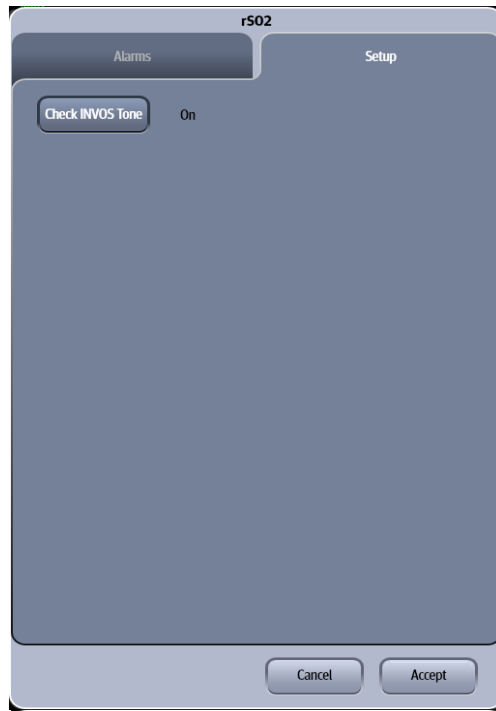 rSO2
Alarms
Setup
Check INVOS Tone On
Cancel
Accept